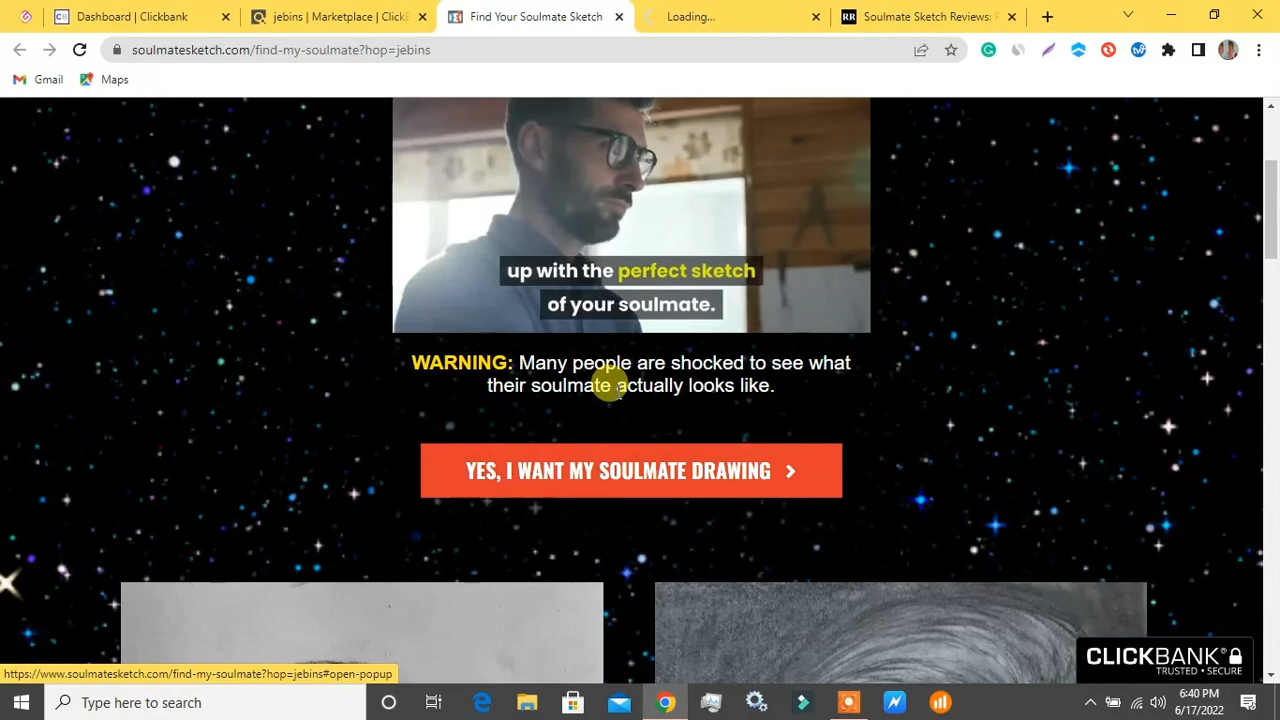 Dashboard | Clickbank
jebins | Marketplace | ClickE
Find Your Soulmate Sketch
Loading...
RR
Soulmate Sketch Reviews:
soulmatesketch.com/find-my-soulmate?hop=jebins
Gmail
Maps
up with the perfect sketch
of your soulmate.
WARNING: Many people are shocked to see what
their soulmate actually looks like.
YES, I WANT MY SOULMATE DRAWING
CLICKBANK®
TRUSTED • SECURE
https://www.soulmatesketch.com/find-my-soulmate?hop=jebins#open-popup
Type here to search
6:40 PM
6/17/2022